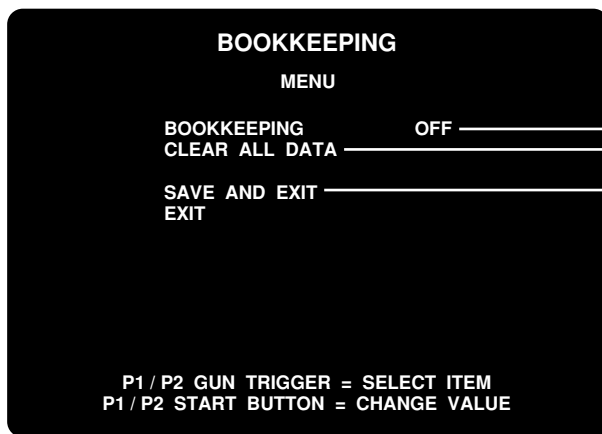 BOOKKEEPING
MENU
BOOKKEEPING OFF
CLEAR ALL DATA
SAVE AND EXIT
EXIT
P1 / P2 GUN TRIGGER = SELECT ITEM
P1 / P2 START BUTTON = CHANGE VALUE